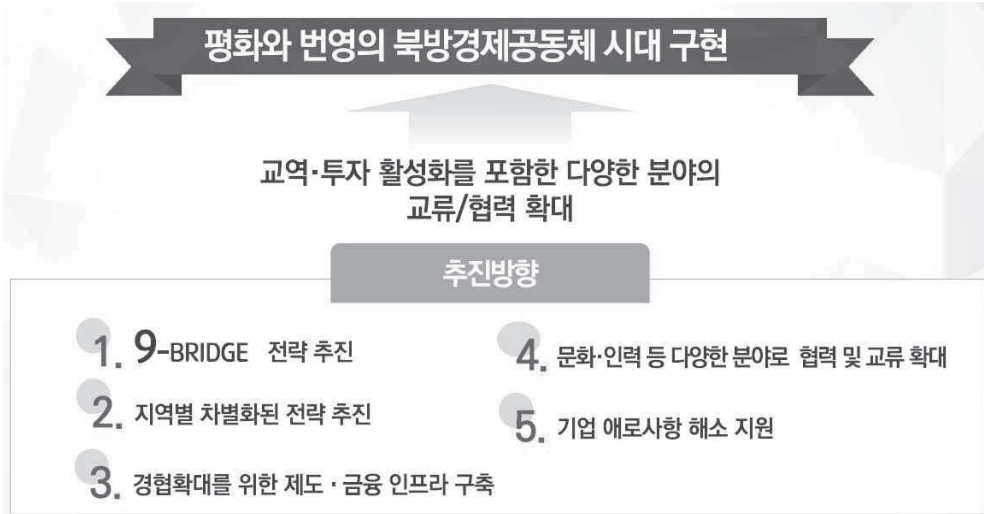 평화와 번영의 북방경제공동체 시대 구현
교역·투자 활성화를 포함한 다양한 분야의
교류/협력 확대
추진방향
1. 9-BRIDGE 전략 추진
2. 지역별 차별화된 전략 추진
3. 경협확대를 위한 제도·금융 인프라 구축
4. 문화·인력 등 다양한 분야로 협력 및 교류 확대
5. 기업 애로사항 해소 지원